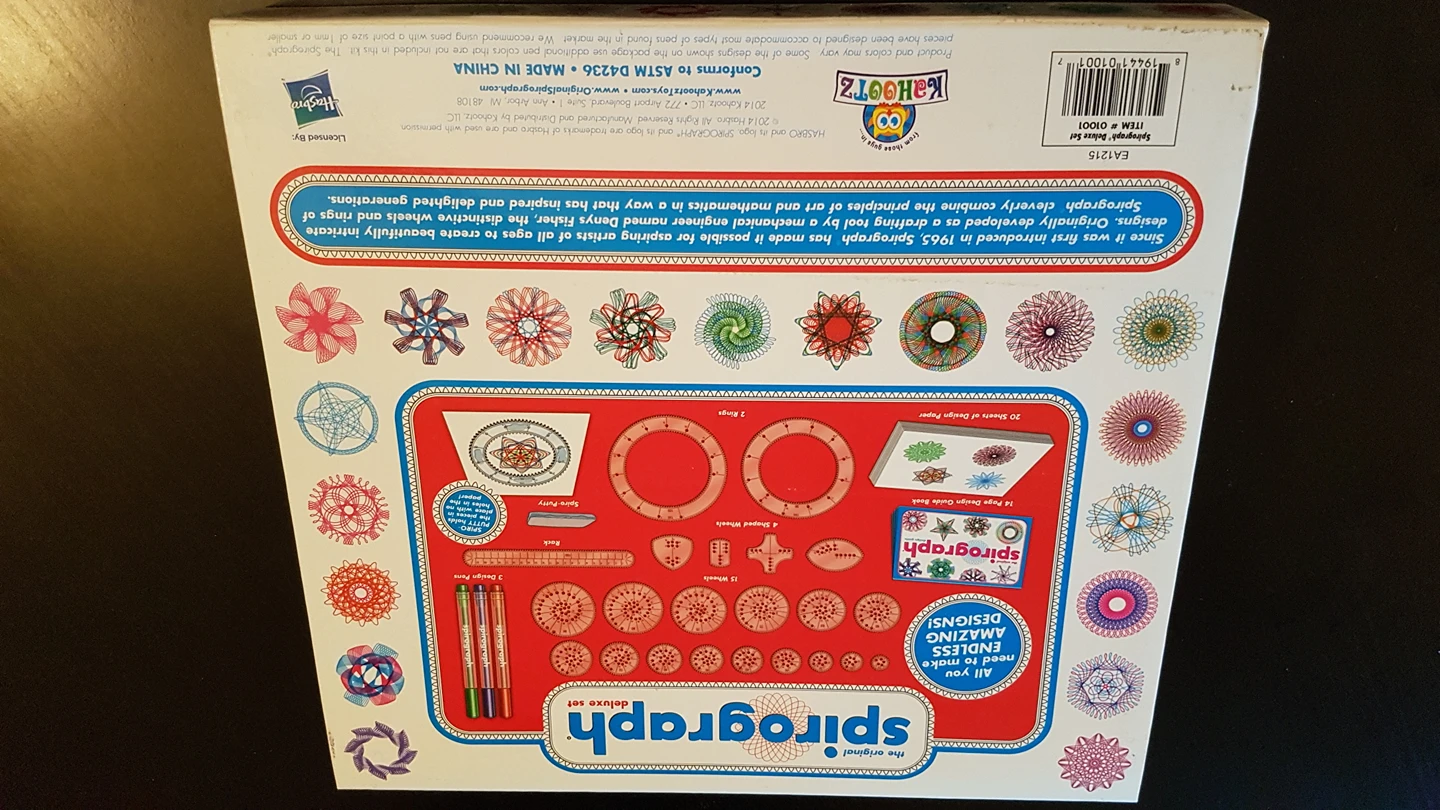 the original
spirograph®
deluxe set
All you
need to make
ENDLESS
AMAZING
DESIGNS!
15 Wheels
3 Design Pens
spirograph
spirograph
spirograph
spirograph
14 Page Design Guide Book
4 Shaped Wheels
Rack
Spiro-Putty
SPIRO-
PUTTY holds
the pieces in
place with no
holes in the
paper!
20 Sheets of Design Paper
2 Rings
Since it was first introduced in 1965, Spirograph® has made it possible for aspiring artists of all ages to create beautifully intricate
designs. Originally developed as a drafting tool by a mechanical engineer named Denys Fisher, the distinctive wheels and rings of
Spirograph® cleverly combine the principles of art and mathematics in a way that has inspired and delighted generations.
EA1215
Spirograph® Deluxe Set
ITEM # 01001
8 19441 01001 7
from those guys in...
KAHOOTZ
HASBRO and its logo, SPIROGRAPH® and its logo are trademarks of Hasbro and are used with permission.
© 2014 Hasbro. All Rights Reserved. Manufactured and Distributed by Kahootz, LLC
2014 Kahootz, LLC • 772 Airport Boulevard, Suite 1 • Ann Arbor, MI 48108
www.KahootzToys.com • www.OriginalSpirograph.com
Conforms to ASTM D4236 • MADE IN CHINA
Licensed By:
Hasbro
Product and colors may vary. Some of the designs shown on the package use additional pen colors that are not included in this kit. The Spirograph®
pieces have been designed to accommodate most types of pens found in the market. We recommend using pens with a point size of 1mm or smaller